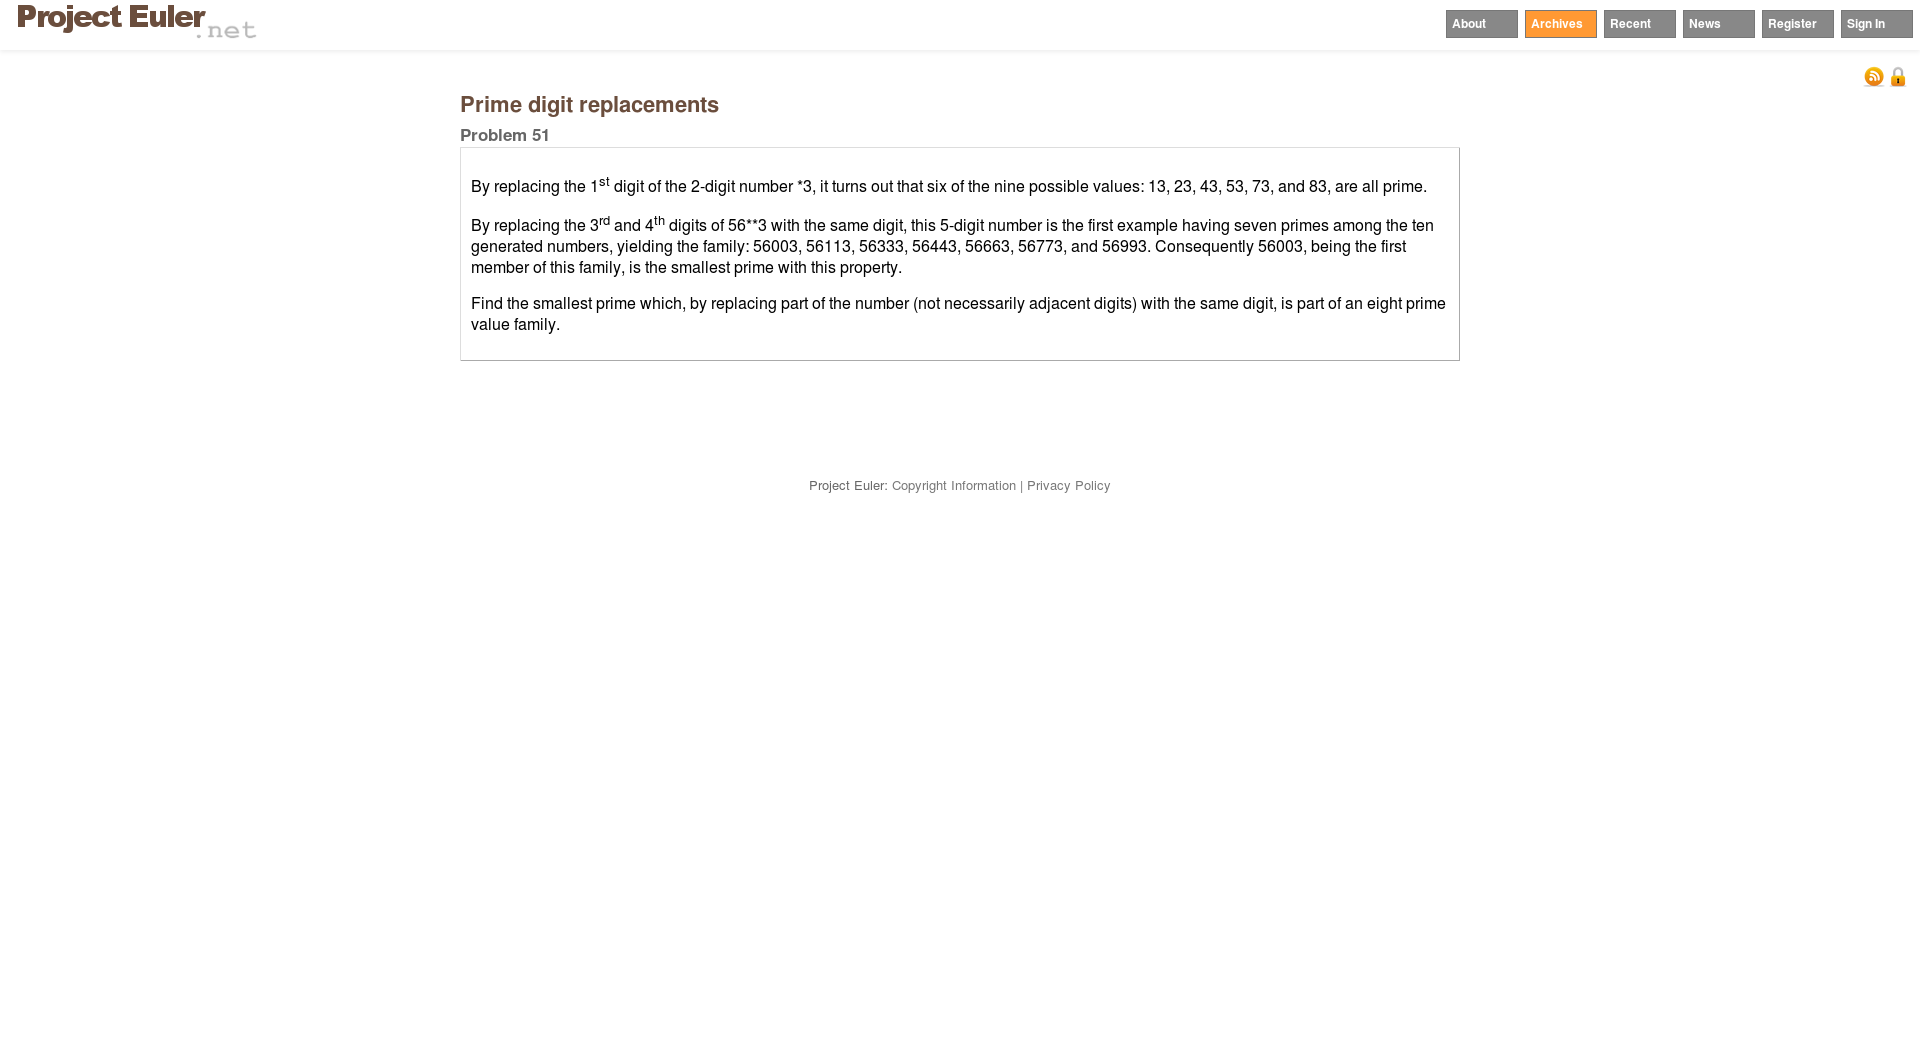 Project Euler.net
About Archives Recent News Register Sign In
Prime digit replacements
Problem 51
By replacing the 1st digit of the 2-digit number *3, it turns out that six of the nine possible values: 13, 23, 43, 53, 73, and 83, are all prime.
By replacing the 3rd and 4th digits of 56**3 with the same digit, this 5-digit number is the first example having seven primes among the ten
generated numbers, yielding the family: 56003, 56113, 56333, 56443, 56663, 56773, and 56993. Consequently 56003, being the first
member of this family, is the smallest prime with this property.
Find the smallest prime which, by replacing part of the number (not necessarily adjacent digits) with the same digit, is part of an eight prime
value family.
Project Euler: Copyright Information | Privacy Policy